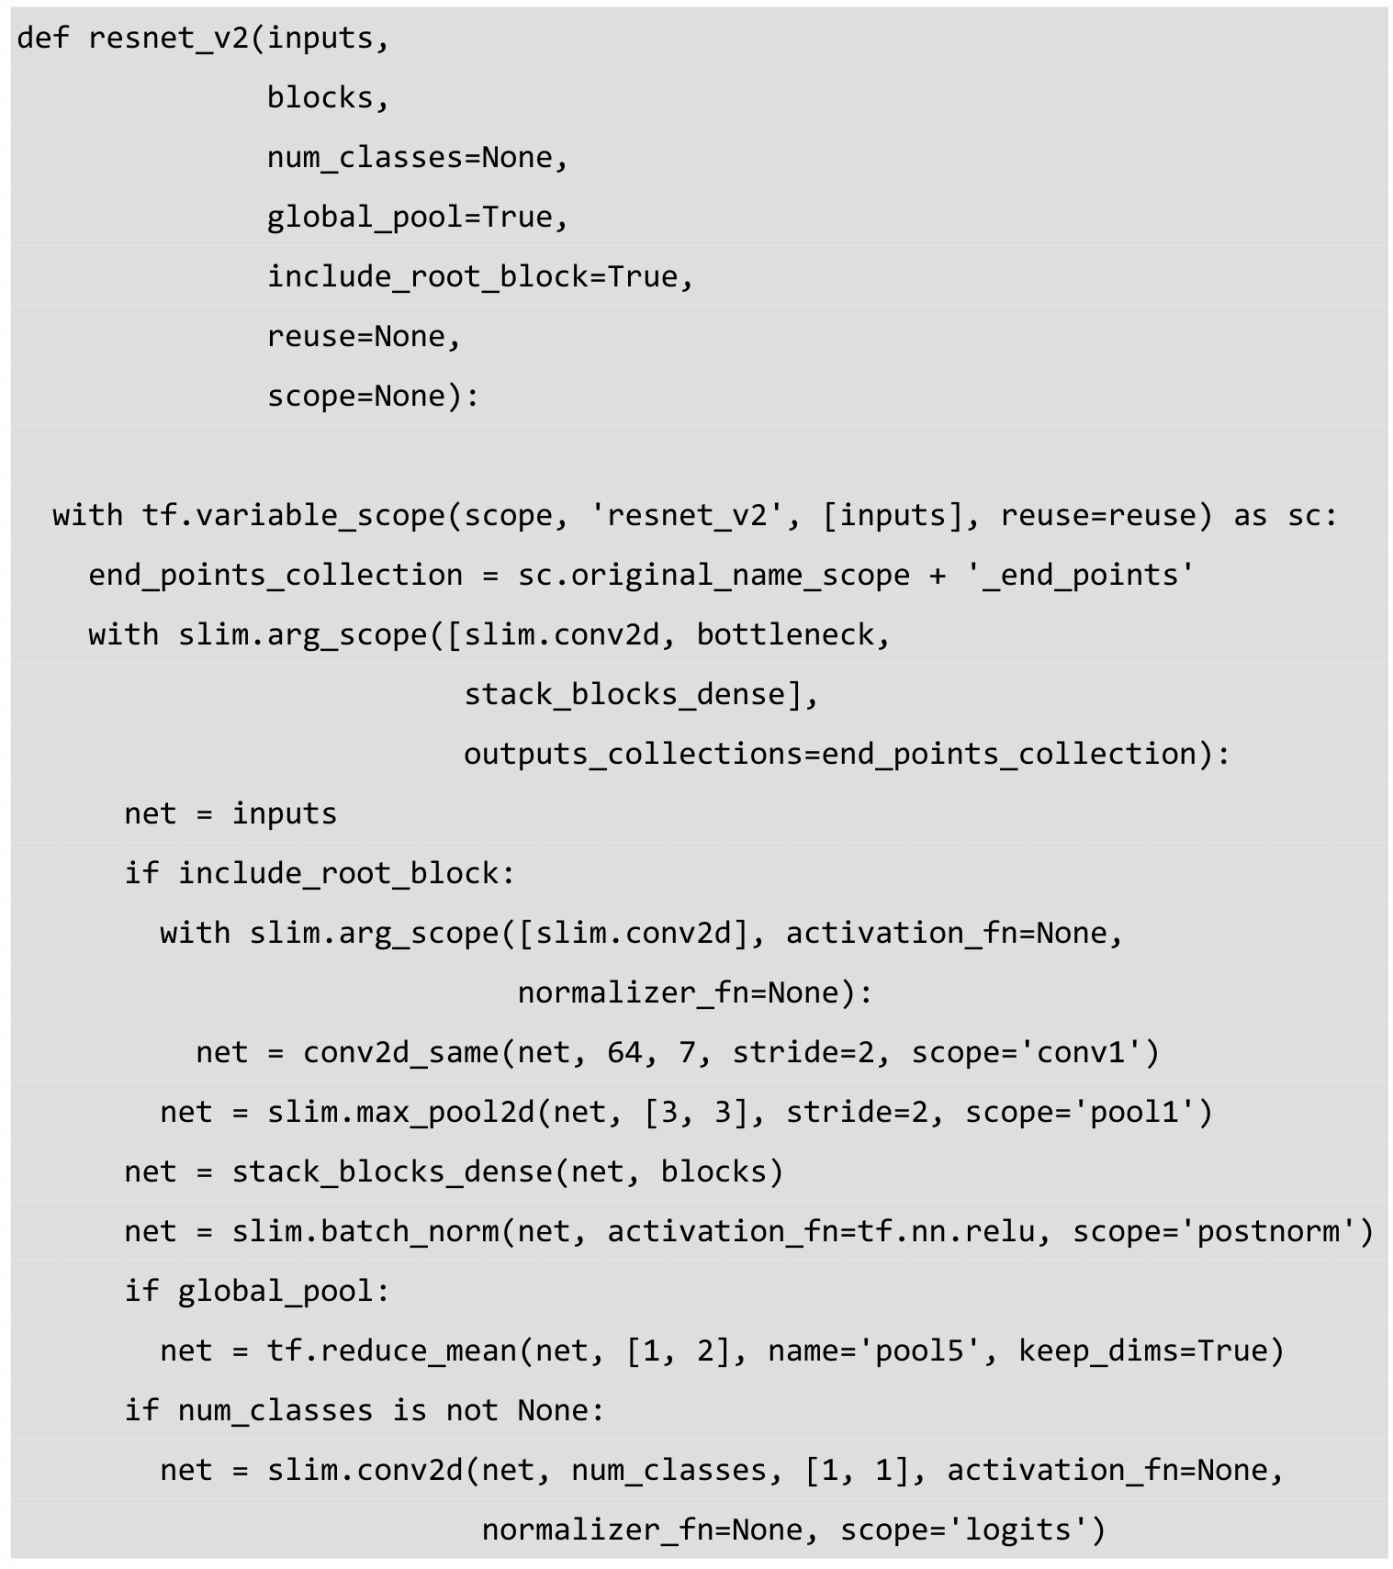 def resnet_v2(inputs,
              blocks,
              num_classes=None,
              global_pool=True,
              include_root_block=True,
              reuse=None,
              scope=None):

  with tf.variable_scope(scope, 'resnet_v2', [inputs], reuse=reuse) as sc:
    end_points_collection = sc.original_name_scope + '_end_points'
    with slim.arg_scope([slim.conv2d, bottleneck,
                         stack_blocks_dense],
                         outputs_collections=end_points_collection):
      net = inputs
      if include_root_block:
        with slim.arg_scope([slim.conv2d], activation_fn=None,
                            normalizer_fn=None):
          net = conv2d_same(net, 64, 7, stride=2, scope='conv1')
        net = slim.max_pool2d(net, [3, 3], stride=2, scope='pool1')
      net = stack_blocks_dense(net, blocks)
      net = slim.batch_norm(net, activation_fn=tf.nn.relu, scope='postnorm')
      if global_pool:
        net = tf.reduce_mean(net, [1, 2], name='pool5', keep_dims=True)
      if num_classes is not None:
        net = slim.conv2d(net, num_classes, [1, 1], activation_fn=None,
                          normalizer_fn=None, scope='logits')